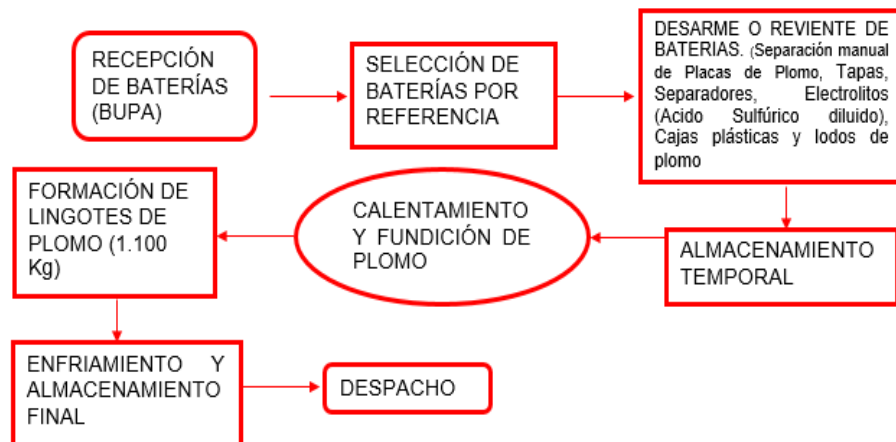 RECEPCIÓN
DE BATERÍAS
(BUPA)
SELECCIÓN DE
BATERÍAS POR
REFERENCIA
DESARME O REVIENTE DE
BATERIAS. (Separación manual
de Placas de Plomo, Tapas,
Separadores, Electrolitos
(Acido Sulfúrico diluido),
Cajas plásticas y lodos de
plomo
FORMACIÓN DE
LINGOTES DE
PLOMO (1.100
Kg)
CALENTAMIENTO
Y FUNDICIÓN DE
PLOMO
ALMACENAMIENTO
TEMPORAL
ENFRIAMIENTO Y
ALMACENAMIENTO
FINAL
DESPACHO